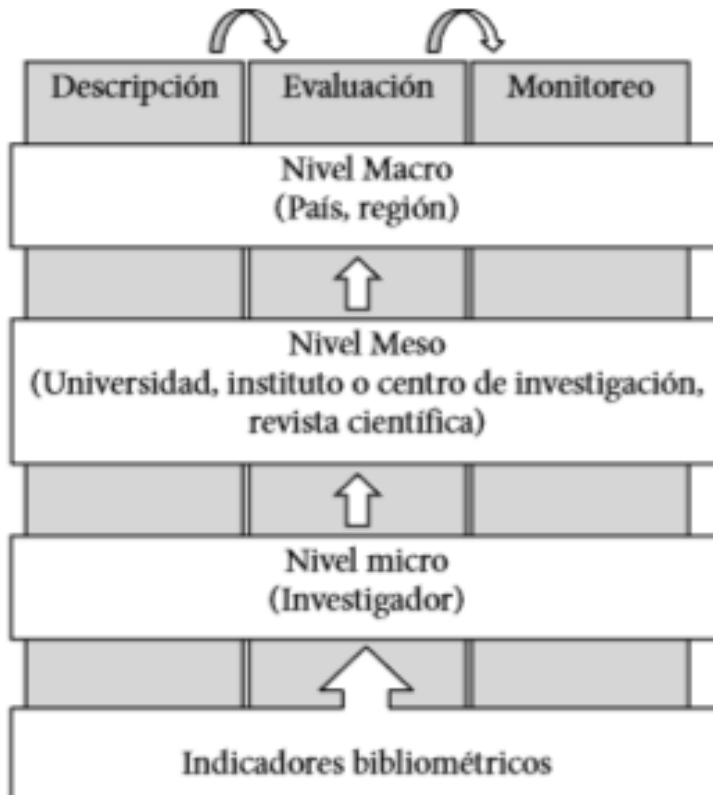 Descripción
Evaluación
Monitoreo
Nivel Macro
(País, región)
Nivel Meso
(Universidad, instituto o centro de investigación,
revista científica)
Nivel micro
(Investigador)
Indicadores bibliométricos